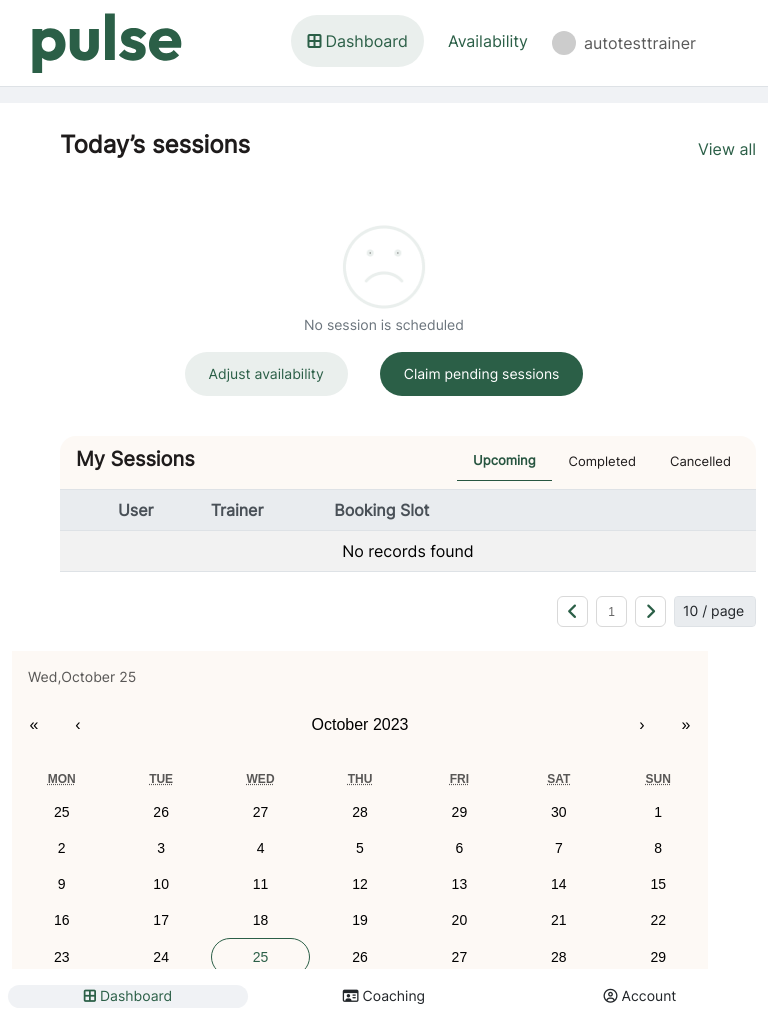 pulse
Dashboard Availability autotesttrainer
Today’s sessions
View all
No session is scheduled
Adjust availability Claim pending sessions
My Sessions Upcoming Completed Cancelled
User Trainer Booking Slot
No records found
1 10 / page
Wed,October 25
« ‹ October 2023 › »
MON TUE WED THU FRI SAT SUN
25 26 27 28 29 30 1
2 3 4 5 6 7 8
9 10 11 12 13 14 15
16 17 18 19 20 21 22
23 24 25 26 27 28 29
Dashboard Coaching Account